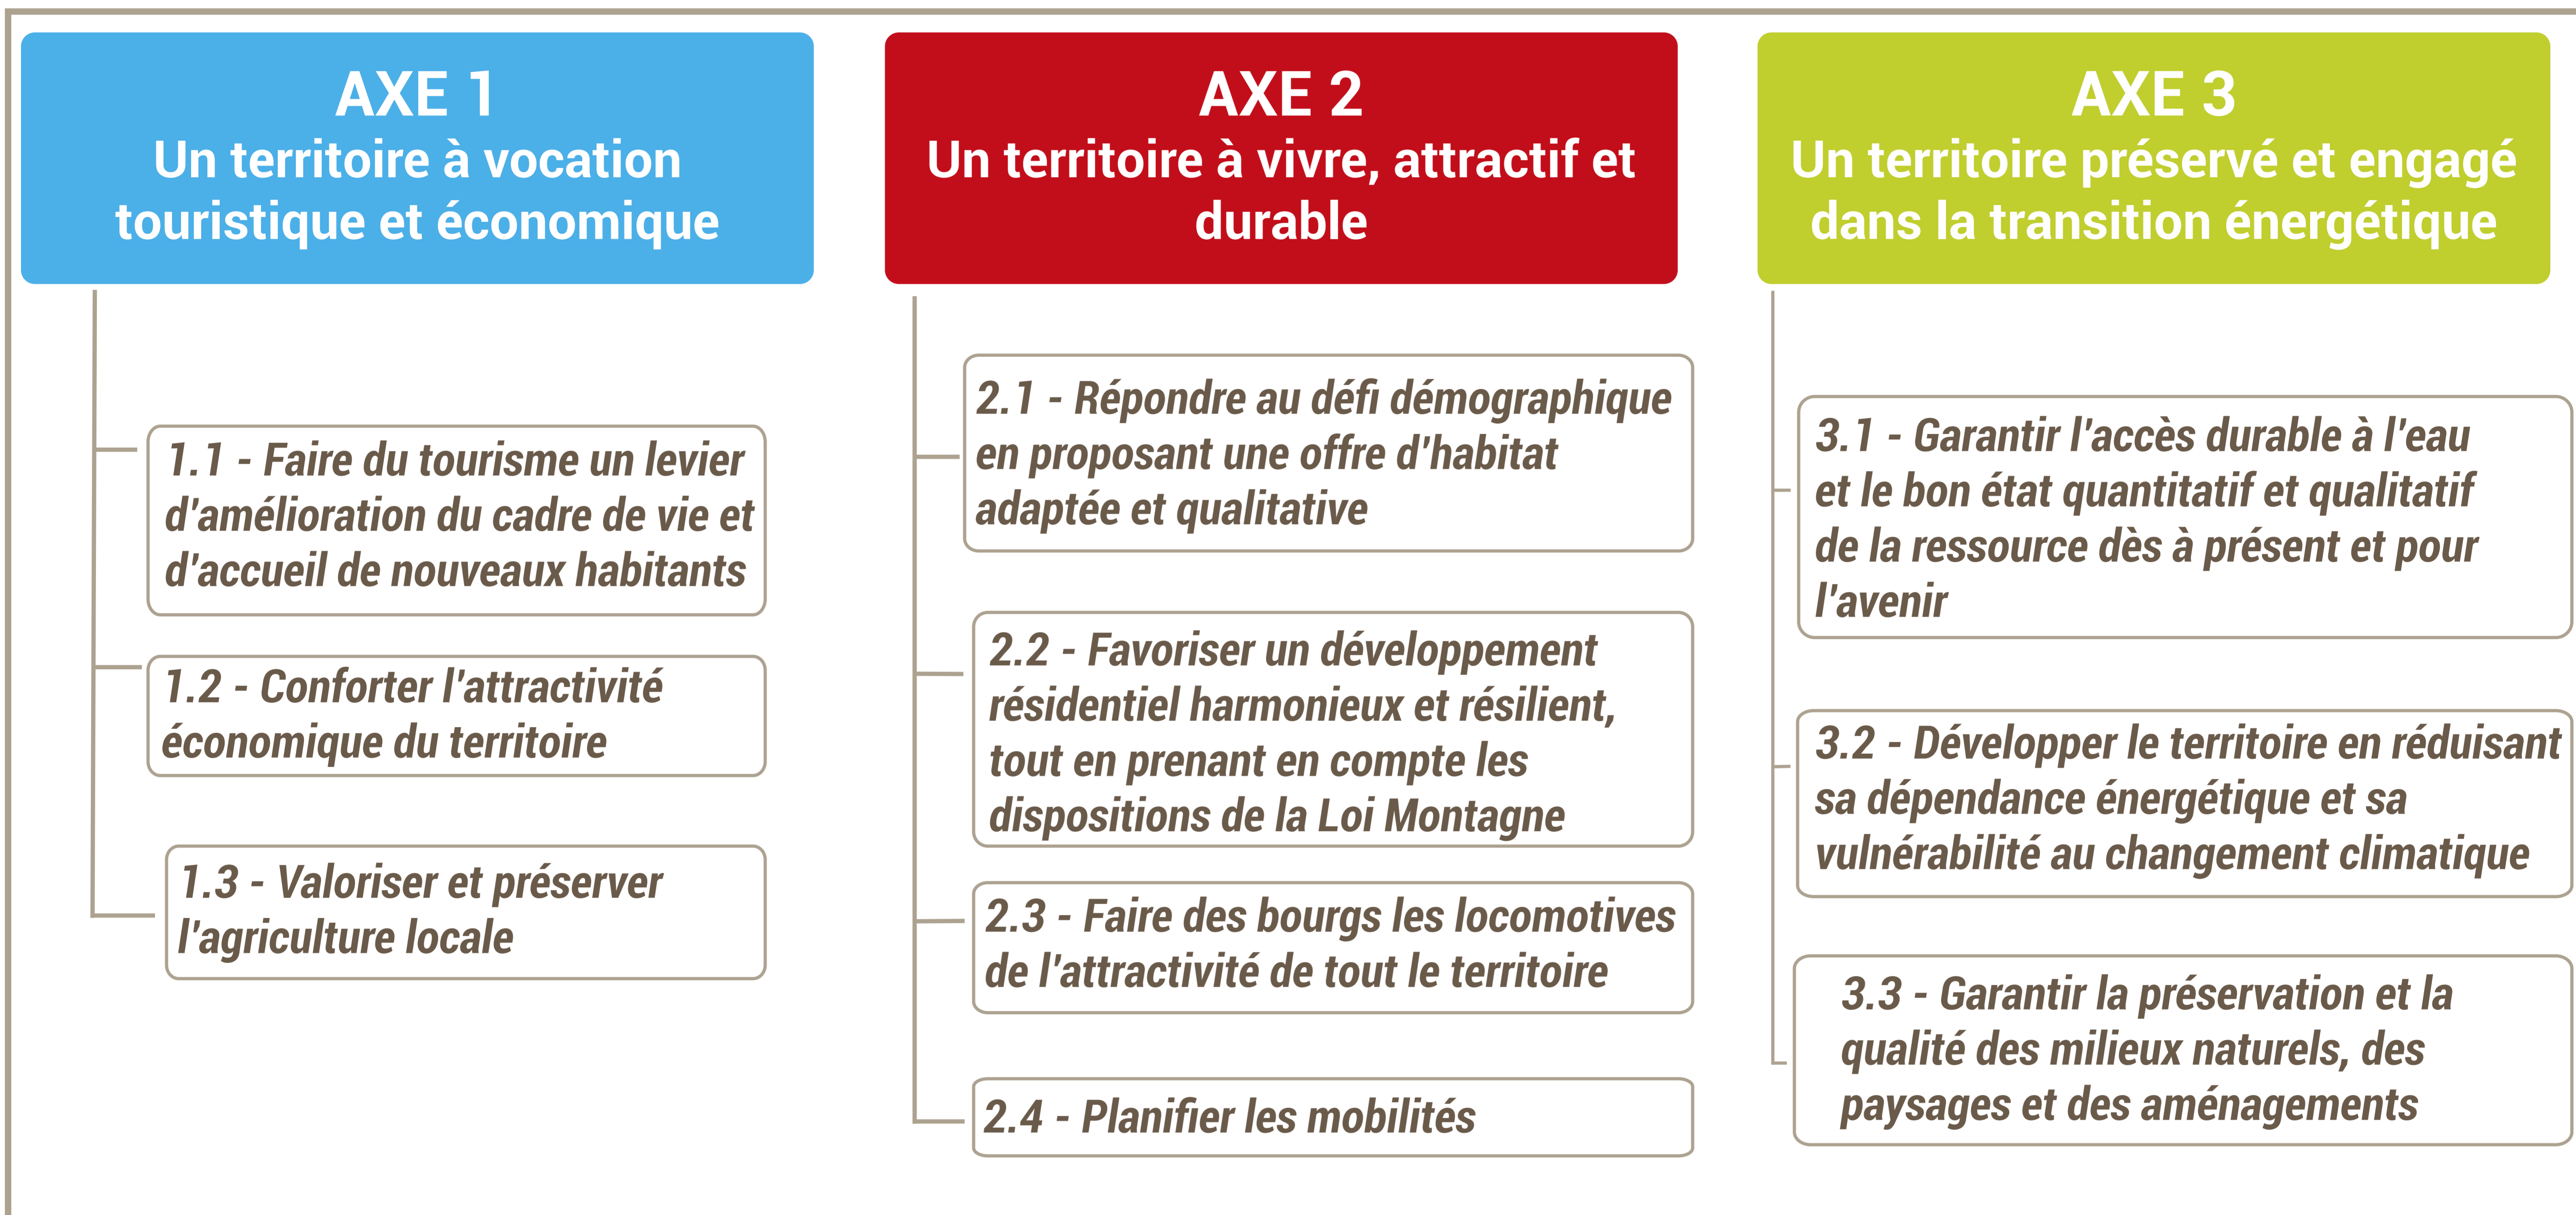 AXE 1
Un territoire à vocation
touristique et économique
1.1 - Faire du tourisme un levier
d’amélioration du cadre de vie et
d’accueil de nouveaux habitants
1.2 - Conforter l’attractivité
économique du territoire
1.3 - Valoriser et préserver
l’agriculture locale
AXE 2
Un territoire à vivre, attractif et
durable
2.1 - Répondre au défi démographique
en proposant une offre d’habitat
adaptée et qualitative
2.2 - Favoriser un développement
résidentiel harmonieux et résilient,
tout en prenant en compte les
dispositions de la Loi Montagne
2.3 - Faire des bourgs les locomotives
de l’attractivité de tout le territoire
2.4 - Planifier les mobilités
AXE 3
Un territoire préservé et engagé
dans la transition énergétique
3.1 - Garantir l’accès durable à l’eau
et le bon état quantitatif et qualitatif
de la ressource dès à présent et pour
l’avenir
3.2 - Développer le territoire en réduisant
sa dépendance énergétique et sa
vulnérabilité au changement climatique
3.3 - Garantir la préservation et la
qualité des milieux naturels, des
paysages et des aménagements